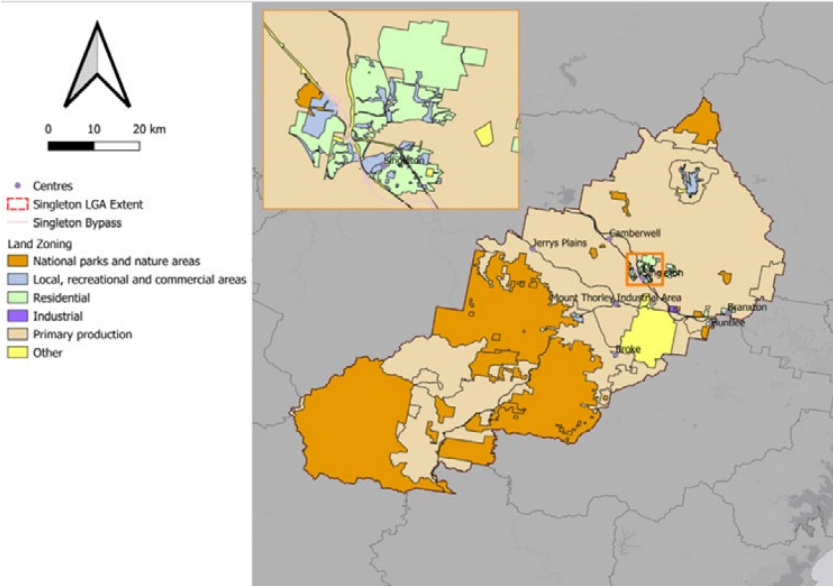 0 10 20 km
Centres
Singleton LGA Extent
Singleton Bypass
Land Zoning
National parks and nature areas
Local, recreational and commercial areas
Residential
Industrial
Primary production
Other
Singleton
Camberwell
Jerrys Plains
Mount Thorley Industrial Area
Branxton
Broke